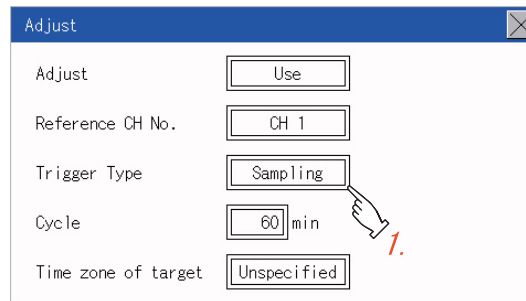 Adjust
Adjust Use
Reference CH No. CH 1
Trigger Type Sampling
Cycle 60 min
1.
Time zone of target Unspecified